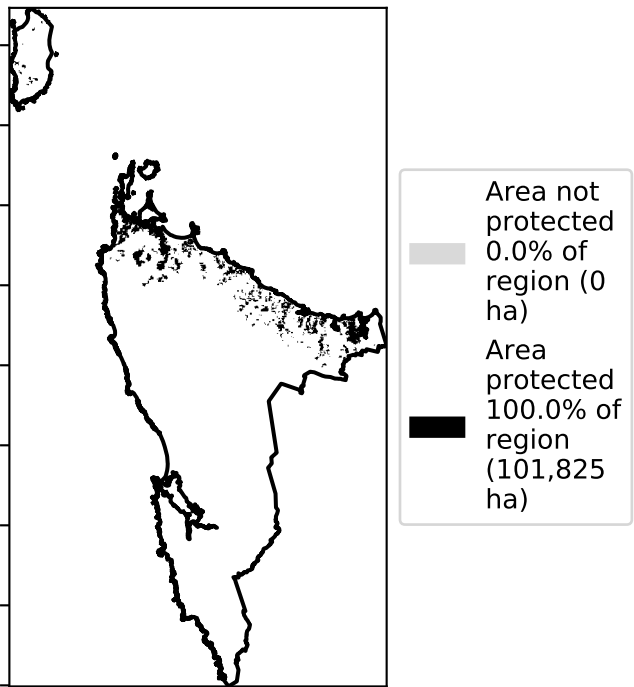 Area not
protected
0.0% of
region (0
ha)
Area
protected
100.0% of
region
(101,825
ha)